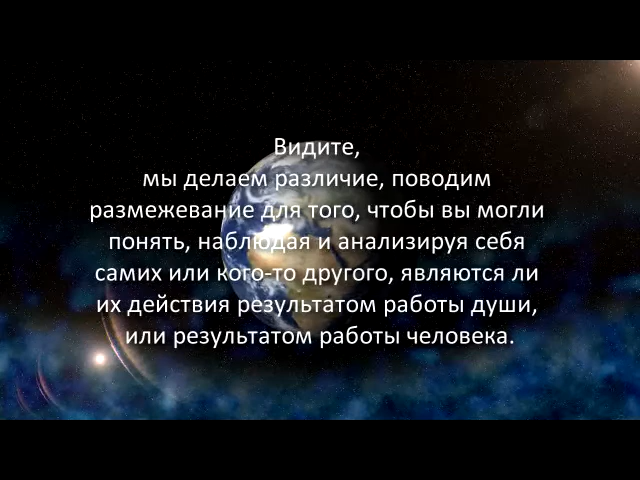 Видите,
мы делаем различие, поводим
размежевание для того, чтобы вы могли
понять, наблюдая и анализируя себя
самих или кого-то другого, являются ли
их действия результатом работы души,
или результатом работы человека.